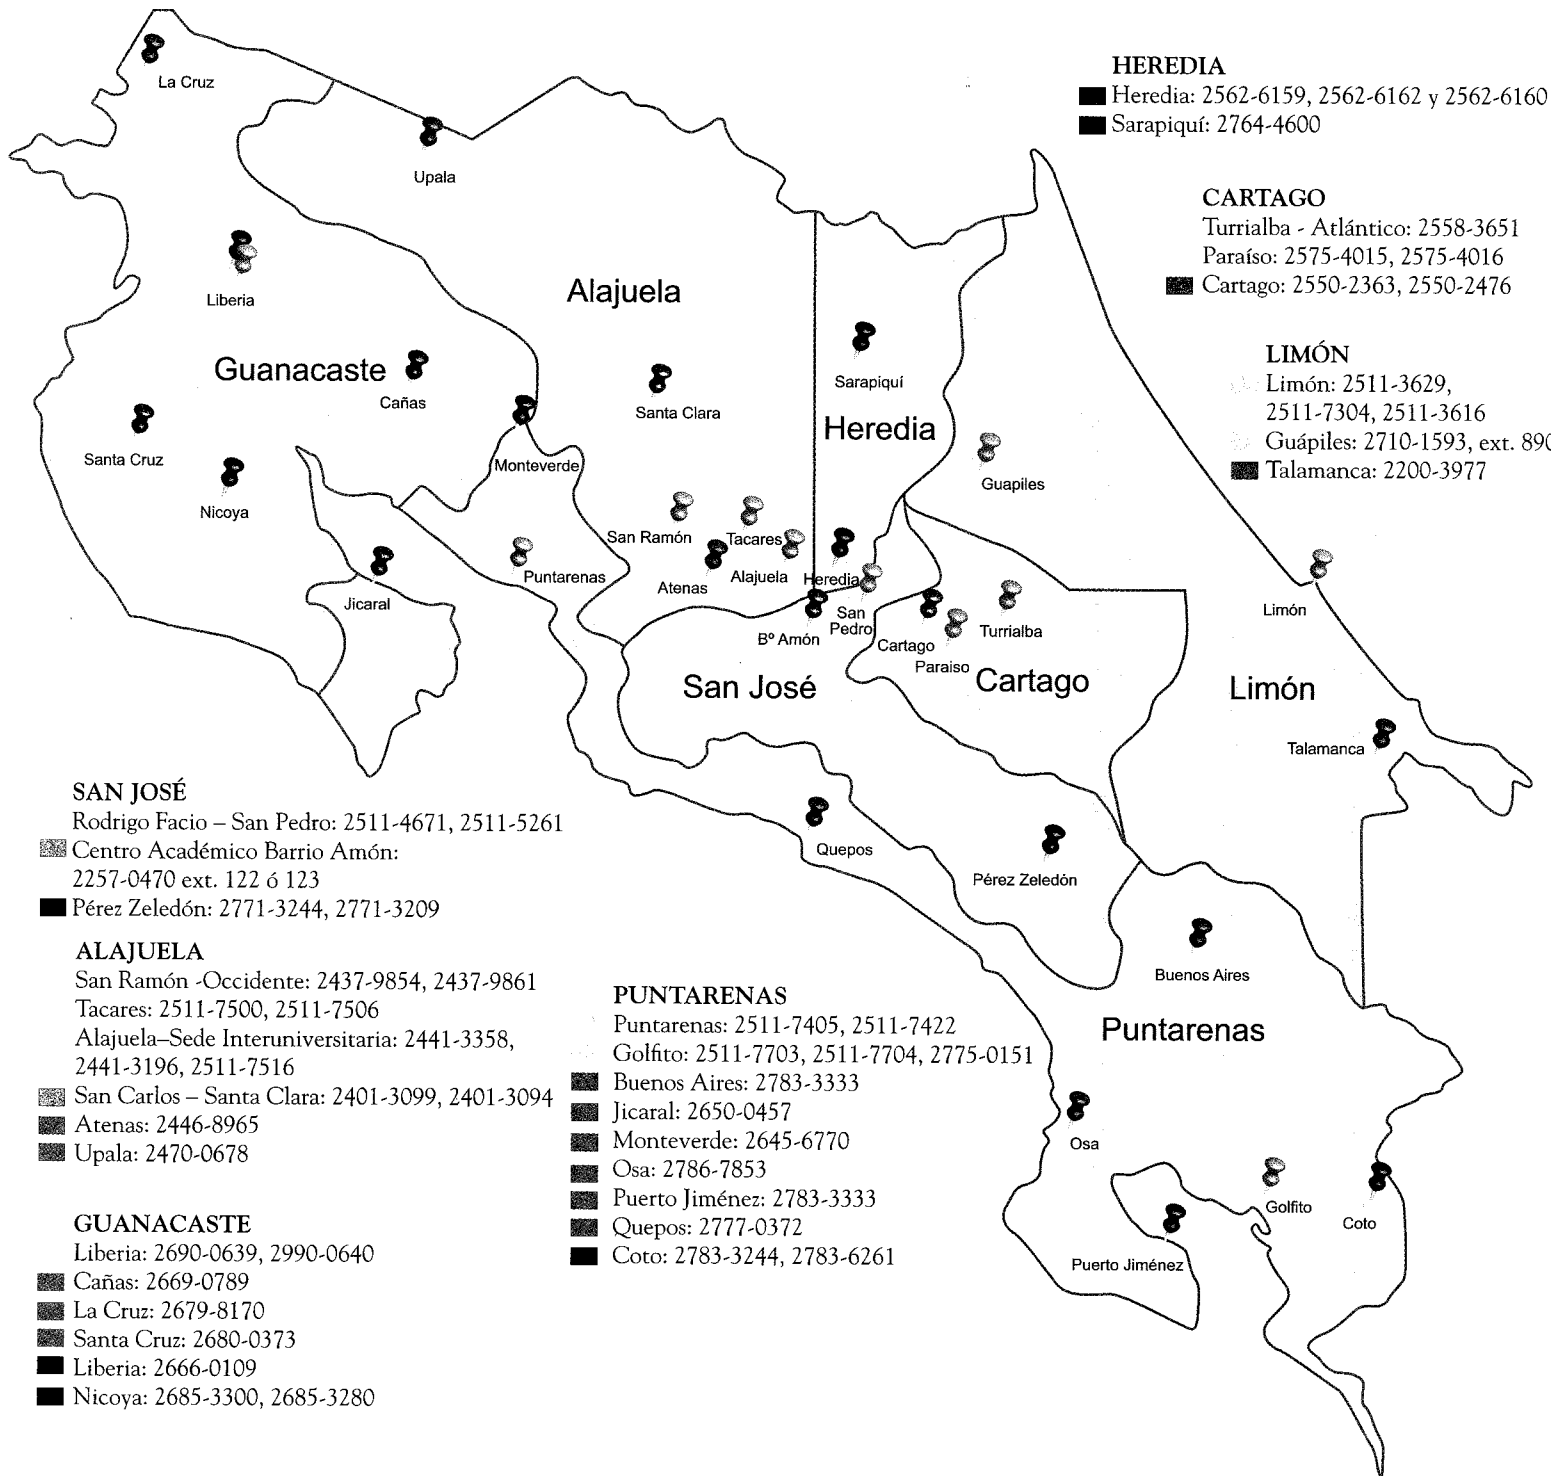 La Cruz
Upala
Liberia
Alajuela
Guanacaste
Cañas
Santa Clara
Sarapiquí
Heredia
Santa Cruz
Nicoya
Monteverde
Guapiles
San Ramón
Tacares
Puntarenas
Atenas
Alajuela
Heredia
Jicaral
Bº Amón
San
Pedro
Cartago
Paraiso
Turrialba
Limón
San José
Cartago
Limón
Talamanca
Quepos
Pérez Zeledón
Buenos Aires
Puntarenas
Osa
Golfito
Coto
Puerto Jiménez
HEREDIA
Heredia: 2562-6159, 2562-6162 y 2562-6160
Sarapiquí: 2764-4600
CARTAGO
Turrialba - Atlántico: 2558-3651
Paraíso: 2575-4015, 2575-4016
Cartago: 2550-2363, 2550-2476
LIMÓN
Limón: 2511-3629,
2511-7304, 2511-3616
Guápiles: 2710-1593, ext.
Talamanca: 2200-3977
SAN JOSÉ
Rodrigo Facio – San Pedro: 2511-4671, 2511-5261
Centro Académico Barrio Amón:
2257-0470 ext. 122 ó 123
Pérez Zeledón: 2771-3244, 2771-3209
ALAJUELA
San Ramón -Occidente: 2437-9854, 2437-9861
Tacares: 2511-7500, 2511-7506
Alajuela–Sede Interuniversitaria: 2441-3358,
2441-3196, 2511-7516
San Carlos – Santa Clara: 2401-3099, 2401-3094
Atenas: 2446-8965
Upala: 2470-0678
GUANACASTE
Liberia: 2690-0639, 2990-0640
Cañas: 2669-0789
La Cruz: 2679-8170
Santa Cruz: 2680-0373
Liberia: 2666-0109
Nicoya: 2685-3300, 2685-3280
PUNTARENAS
Puntarenas: 2511-7405, 2511-7422
Golfito: 2511-7703, 2511-7704, 2775-0151
Buenos Aires: 2783-3333
Jicaral: 2650-0457
Monteverde: 2645-6770
Osa: 2786-7853
Puerto Jiménez: 2783-3333
Quepos: 2777-0372
Coto: 2783-3244, 2783-6261